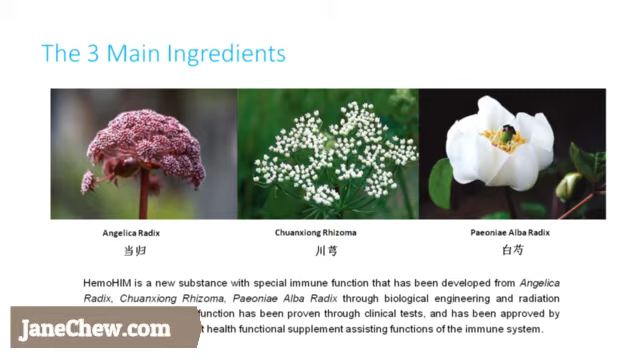 The 3 Main Ingredients
Angelica Radix
Chuanxiong Rhizoma
Paeoniae Alba Radix
当归
川芎
白芍
HemoHIM is a new substance with special immune function that has been developed from Angelica
Radix, Chuanxiong Rhizoma, Paeoniae Alba Radix through biological engineering and radiation
function has been proven through clinical tests, and has been approved by
health functional supplement assisting functions of the immune system.
JaneChew.com